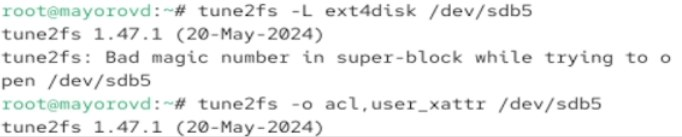 root@mayorovd:~# tune2fs -L ext4disk /dev/sdb5
tune2fs 1.47.1 (20-May-2024)
tune2fs: Bad magic number in super-block while trying to o
pen /dev/sdb5
root@mayorovd:~# tune2fs -o acl,user_xattr /dev/sdb5
tune2fs 1.47.1 (20-May-2024)